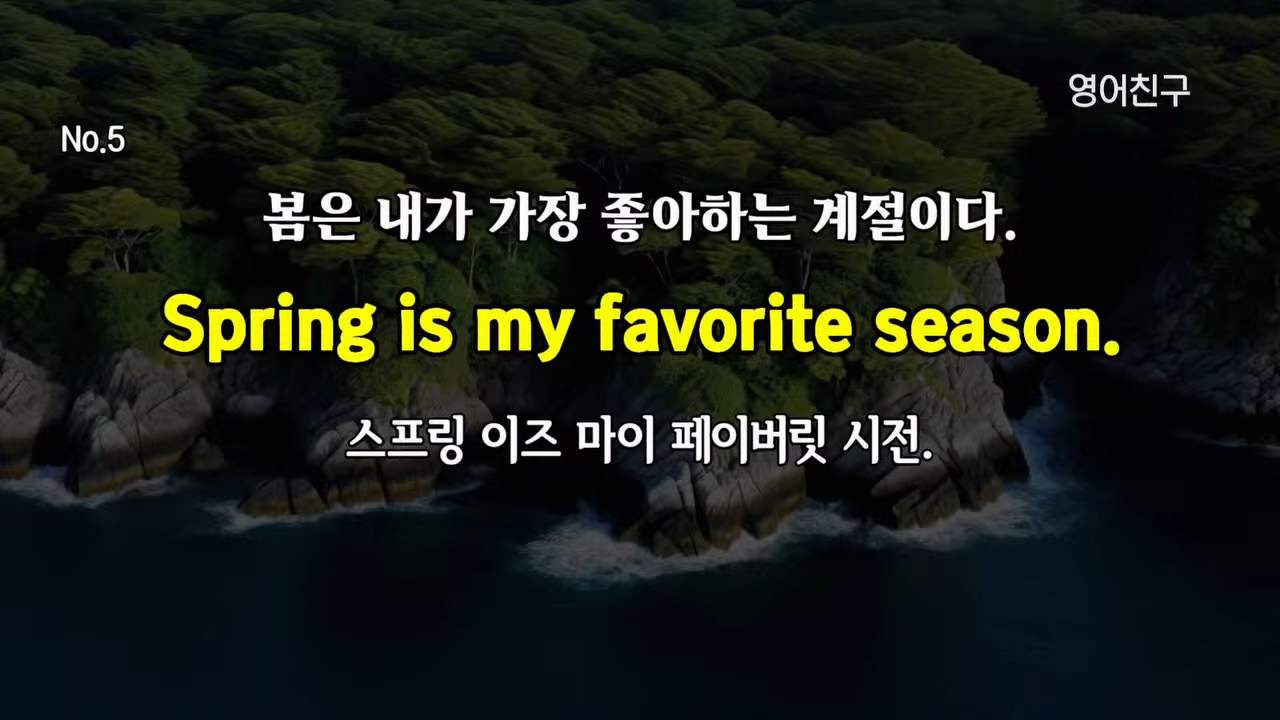 영어친구
No.5
봄은 내가 가장 좋아하는 계절이다.
Spring is my favorite season.
스프링 이즈 마이 페이버릿 시전.